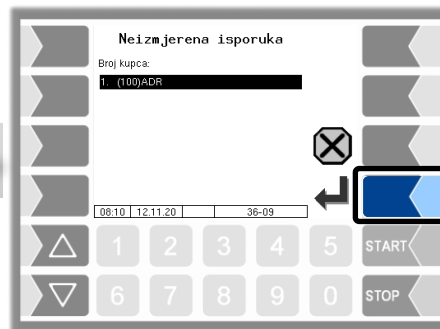 Neizmjerena isporuka
Broj kupca:
1. (100)ADR
08:10 12.11.20 36-09
1 2 3 4 5 START
6 7 8 9 0 STOP